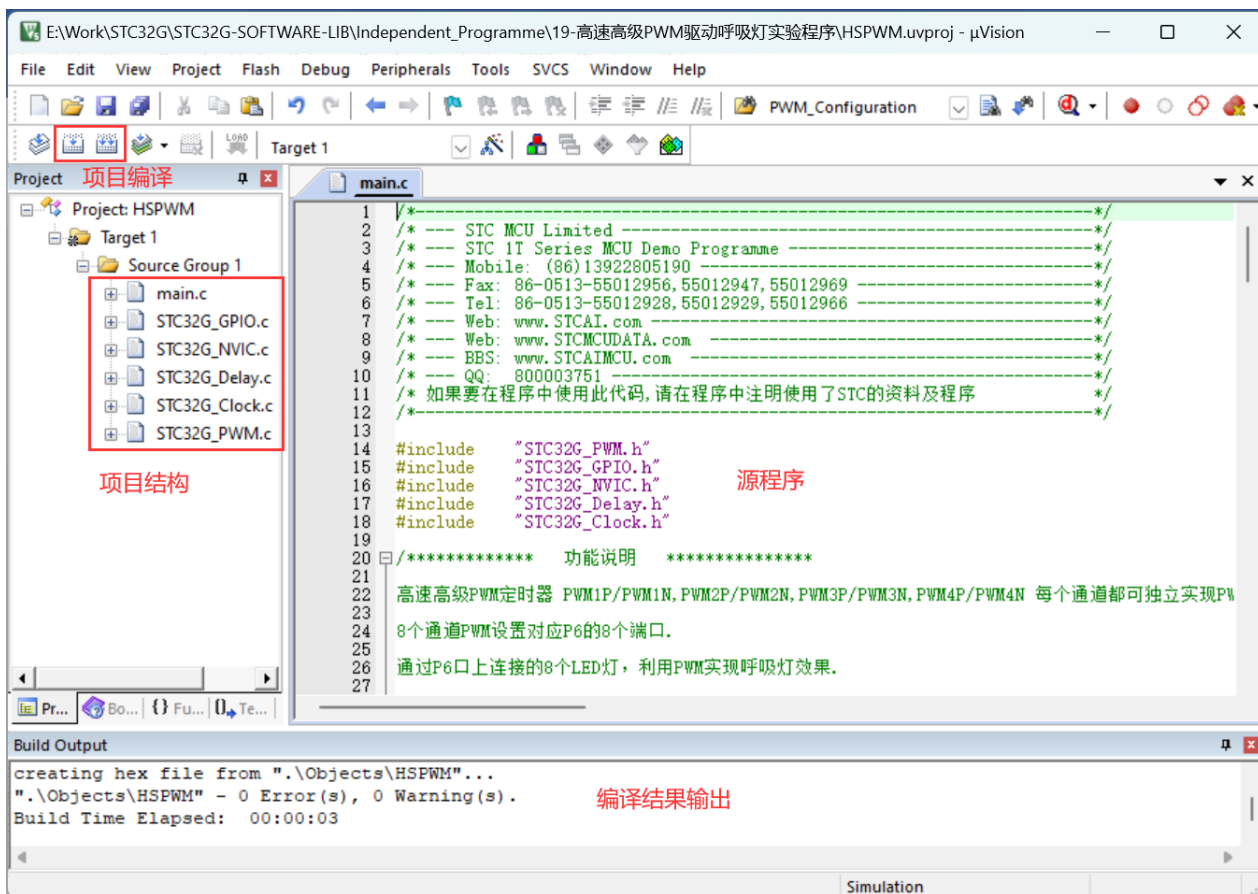 E:\Work\STC32G\STC32G-SOFTWARE-LIB\Independent_Programme\19-高速高级PWM驱动呼吸灯实验程序\HSPWM.uvproj - µVision
File Edit View Project Flash Debug Peripherals Tools SVCS Window Help
PWM_Configuration
LOAD
Target 1
Project
项目编译
main.c
Project: HSPWM
Target 1
Source Group 1
main.c
STC32G_GPIO.c
STC32G_NVIC.c
STC32G_Delay.c
STC32G_Clock.c
STC32G_PWM.c
项目结构
Pr... Bo... {} Fu... Te...
1 /*---------------------------------------------------------------------*/
2 /* --- STC MCU Limited ------------------------------------------------*/
3 /* --- STC 1T Series MCU Demo Programme -------------------------------*/
4 /* --- Mobile: (86)13922805190 ----------------------------------------*/
5 /* --- Fax: 86-0513-55012956,55012947,55012969 ------------------------*/
6 /* --- Tel: 86-0513-55012928,55012929,55012966 ------------------------*/
7 /* --- Web: www.STCAI.com ---------------------------------------------*/
8 /* --- Web: www.STCMCUDATA.com  ---------------------------------------*/
9 /* --- BBS: www.STCAIMCU.com  -----------------------------------------*/
10 /* --- QQ:  800003751 -------------------------------------------------*/
11 /* 如果要在程序中使用此代码,请在程序中注明使用了STC的资料及程序            */
12 /*---------------------------------------------------------------------*/
13
14 #include "STC32G_PWM.h"
15 #include "STC32G_GPIO.h"
16 #include "STC32G_NVIC.h"
17 #include "STC32G_Delay.h"
18 #include "STC32G_Clock.h"
源程序
19
20 /************* 功能说明 ***************
21
22 高速高级PWM定时器 PWM1P/PWM1N,PWM2P/PWM2N,PWM3P/PWM3N,PWM4P/PWM4N 每个通道都可独立实现PW
23
24 8个通道PWM设置对应P6的8个端口.
25
26 通过P6口上连接的8个LED灯，利用PWM实现呼吸灯效果.
27
Build Output
creating hex file from ".\Objects\HSPWM"...
".\Objects\HSPWM" - 0 Error(s), 0 Warning(s).
Build Time Elapsed:  00:00:03
编译结果输出
Simulation